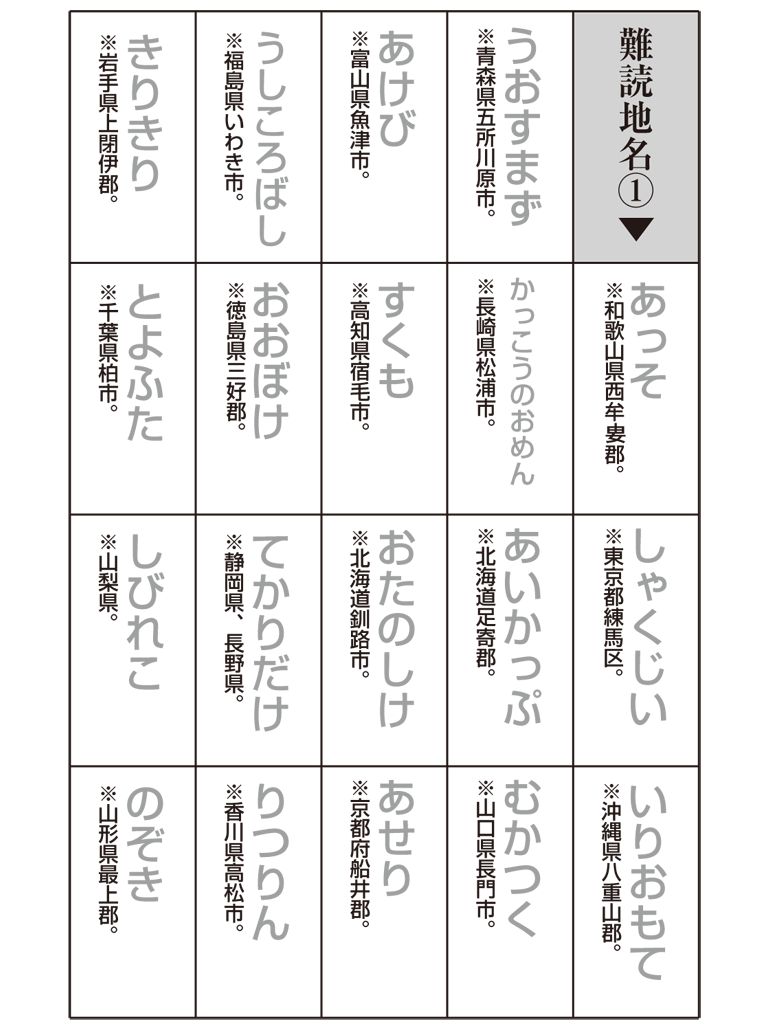 難読地名①▼
あっそ
※和歌山県西牟婁郡。
しゃくじい
※東京都練馬区。
いりおもて
※沖縄県八重山郡。
うおすまず
※青森県五所川原市。
かっこうのおめん
※長崎県松浦市。
あいかっぷ
※北海道足寄郡。
むかつく
※山口県長門市。
あけび
※富山県魚津市。
すくも
※高知県宿毛市。
おたのしけ
※北海道釧路市。
あせり
※京都府船井郡。
うしころばし
※福島県いわき市。
おおぼけ
※徳島県三好郡。
てかりだけ
※静岡県、長野県。
りつりん
※香川県高松市。
きりきり
※岩手県上閉伊郡。
とよふた
※千葉県柏市。
しびれこ
※山梨県。
のぞき
※山形県最上郡。